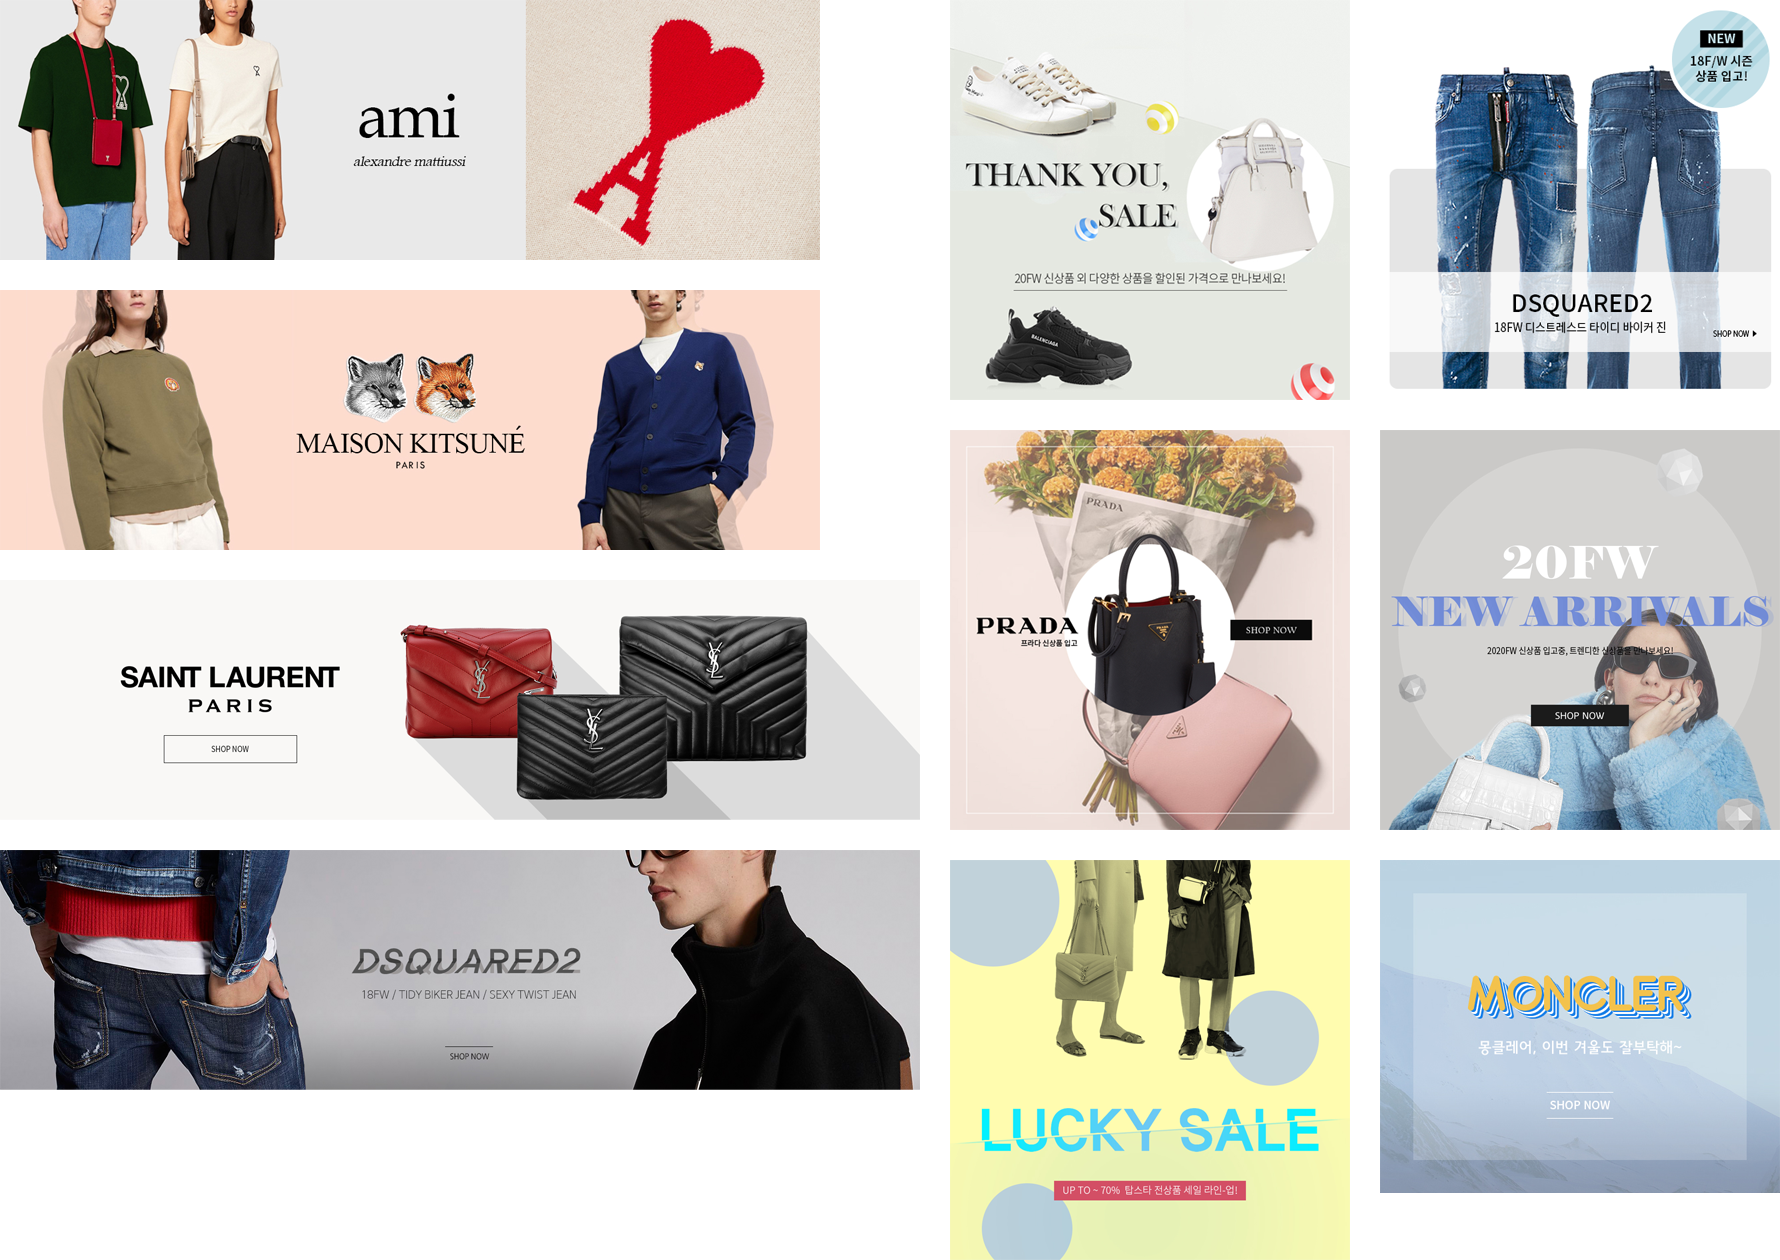 ami
alexandre mattiussi
A
MAISON KITSUNÉ
PARIS
SAINT LAURENT
PARIS
SHOP NOW
DSQUARED2
18FW / TIDY BIKER JEAN / SEXY TWIST JEAN
SHOP NOW
THANK YOU,
SALE
20FW 신상품 외 다양한 상품을 할인된 가격으로 만나보세요!
BALENCIAGA
NEW
18F/W 시즌
상품 입고!
DSQUARED2
18FW 디스트레스드 타이디 바이커 진
SHOP NOW
PRADA
PRADA
프라다 신상품 입고
SHOP NOW
20FW
NEW ARRIVALS
2020FW 신상품 입고중, 트렌디한 신상품을 만나보세요!
SHOP NOW
LUCKY SALE
UP TO ~ 70% 탑스타 전상품 세일 라인-업!
MONCLER
몽클레어, 이번 겨울도 잘부탁해~
SHOP NOW